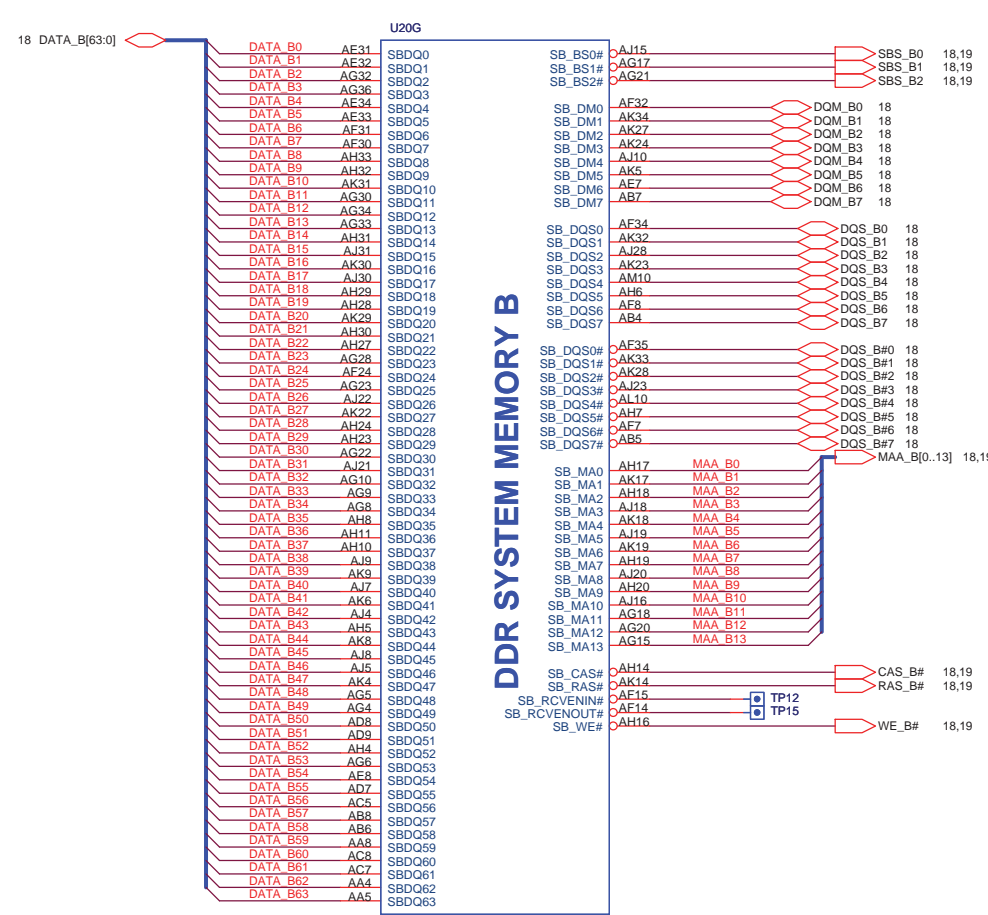 U20G
18 DATA_B[63:0]
DATA_B0 AE31 SBDQ0
DATA_B1 AE32 SBDQ1
DATA_B2 AG32 SBDQ2
DATA_B3 AG36 SBDQ3
DATA_B4 AE34 SBDQ4
DATA_B5 AE33 SBDQ5
DATA_B6 AF31 SBDQ6
DATA_B7 AF30 SBDQ7
DATA_B8 AH33 SBDQ8
DATA_B9 AH32 SBDQ9
DATA_B10 AK31 SBDQ10
DATA_B11 AG30 SBDQ11
DATA_B12 AG34 SBDQ12
DATA_B13 AG33 SBDQ13
DATA_B14 AH31 SBDQ14
DATA_B15 AJ31 SBDQ15
DATA_B16 AK30 SBDQ16
DATA_B17 AJ30 SBDQ17
DATA_B18 AH29 SBDQ18
DATA_B19 AH28 SBDQ19
DATA_B20 AK29 SBDQ20
DATA_B21 AH30 SBDQ21
DATA_B22 AH27 SBDQ22
DATA_B23 AG28 SBDQ23
DATA_B24 AF24 SBDQ24
DATA_B25 AG23 SBDQ25
DATA_B26 AJ22 SBDQ26
DATA_B27 AK22 SBDQ27
DATA_B28 AH24 SBDQ28
DATA_B29 AH23 SBDQ29
DATA_B30 AG22 SBDQ30
DATA_B31 AJ21 SBDQ31
DATA_B32 AG10 SBDQ32
DATA_B33 AG9 SBDQ33
DATA_B34 AG8 SBDQ34
DATA_B35 AH8 SBDQ35
DATA_B36 AH11 SBDQ36
DATA_B37 AH10 SBDQ37
DATA_B38 AJ9 SBDQ38
DATA_B39 AK9 SBDQ39
DATA_B40 AJ7 SBDQ40
DATA_B41 AK6 SBDQ41
DATA_B42 AJ4 SBDQ42
DATA_B43 AH5 SBDQ43
DATA_B44 AK8 SBDQ44
DATA_B45 AJ8 SBDQ45
DATA_B46 AJ5 SBDQ46
DATA_B47 AK4 SBDQ47
DATA_B48 AG5 SBDQ48
DATA_B49 AG4 SBDQ49
DATA_B50 AD8 SBDQ50
DATA_B51 AD9 SBDQ51
DATA_B52 AH4 SBDQ52
DATA_B53 AG6 SBDQ53
DATA_B54 AE8 SBDQ54
DATA_B55 AD7 SBDQ55
DATA_B56 AC5 SBDQ56
DATA_B57 AB8 SBDQ57
DATA_B58 AB6 SBDQ58
DATA_B59 AA8 SBDQ59
DATA_B60 AC8 SBDQ60
DATA_B61 AC7 SBDQ61
DATA_B62 AA4 SBDQ62
DATA_B63 AA5 SBDQ63
DDR SYSTEM MEMORY B
SB_BS0# AJ15 SBS_B0 18,19
SB_BS1# AG17 SBS_B1 18,19
SB_BS2# AG21 SBS_B2 18,19
SB_DM0 AF32 DQM_B0 18
SB_DM1 AK34 DQM_B1 18
SB_DM2 AK27 DQM_B2 18
SB_DM3 AK24 DQM_B3 18
SB_DM4 AJ10 DQM_B4 18
SB_DM5 AK5 DQM_B5 18
SB_DM6 AE7 DQM_B6 18
SB_DM7 AB7 DQM_B7 18
SB_DQS0 AF34 DQS_B0 18
SB_DQS1 AK32 DQS_B1 18
SB_DQS2 AJ28 DQS_B2 18
SB_DQS3 AK23 DQS_B3 18
SB_DQS4 AM10 DQS_B4 18
SB_DQS5 AH6 DQS_B5 18
SB_DQS6 AF8 DQS_B6 18
SB_DQS7 AB4 DQS_B7 18
SB_DQS0# AF35 DQS_B#0 18
SB_DQS1# AK33 DQS_B#1 18
SB_DQS2# AK28 DQS_B#2 18
SB_DQS3# AJ23 DQS_B#3 18
SB_DQS4# AL10 DQS_B#4 18
SB_DQS5# AH7 DQS_B#5 18
SB_DQS6# AF7 DQS_B#6 18
SB_DQS7# AB5 DQS_B#7 18
MAA_B[0..13] 18,19
SB_MA0 AH17 MAA_B0
SB_MA1 AK17 MAA_B1
SB_MA2 AH18 MAA_B2
SB_MA3 AJ18 MAA_B3
SB_MA4 AK18 MAA_B4
SB_MA5 AJ19 MAA_B5
SB_MA6 AK19 MAA_B6
SB_MA7 AH19 MAA_B7
SB_MA8 AJ20 MAA_B8
SB_MA9 AH20 MAA_B9
SB_MA10 AJ16 MAA_B10
SB_MA11 AG18 MAA_B11
SB_MA12 AG20 MAA_B12
SB_MA13 AG15 MAA_B13
SB_CAS# AH14 CAS_B# 18,19
SB_RAS# AK14 RAS_B# 18,19
SB_RCVENIN# AF15 TP12
SB_RCVENOUT# AF14 TP15
SB_WE# AH16 WE_B# 18,19